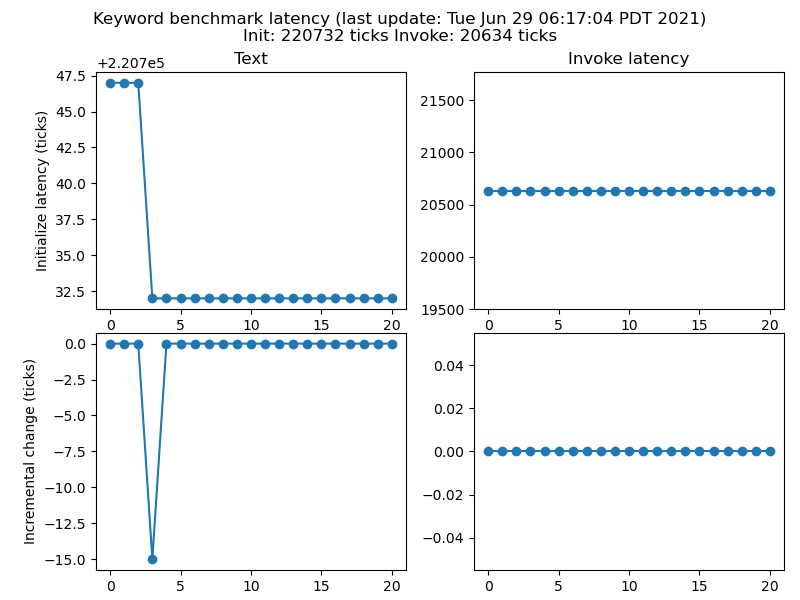 Keyword benchmark latency (last update: Tue Jun 29 06:17:04 PDT 2021)
Init: 220732 ticks Invoke: 20634 ticks
Text
+2.207e5
Initialize latency (ticks)
47.5
45.0
42.5
40.0
37.5
35.0
32.5
0 5 10 15 20
Invoke latency
21500
21000
20500
20000
19500
0 5 10 15 20
Incremental change (ticks)
0.0
−2.5
−5.0
−7.5
−10.0
−12.5
−15.0
0 5 10 15 20
0.04
0.02
0.00
−0.02
−0.04
0 5 10 15 20